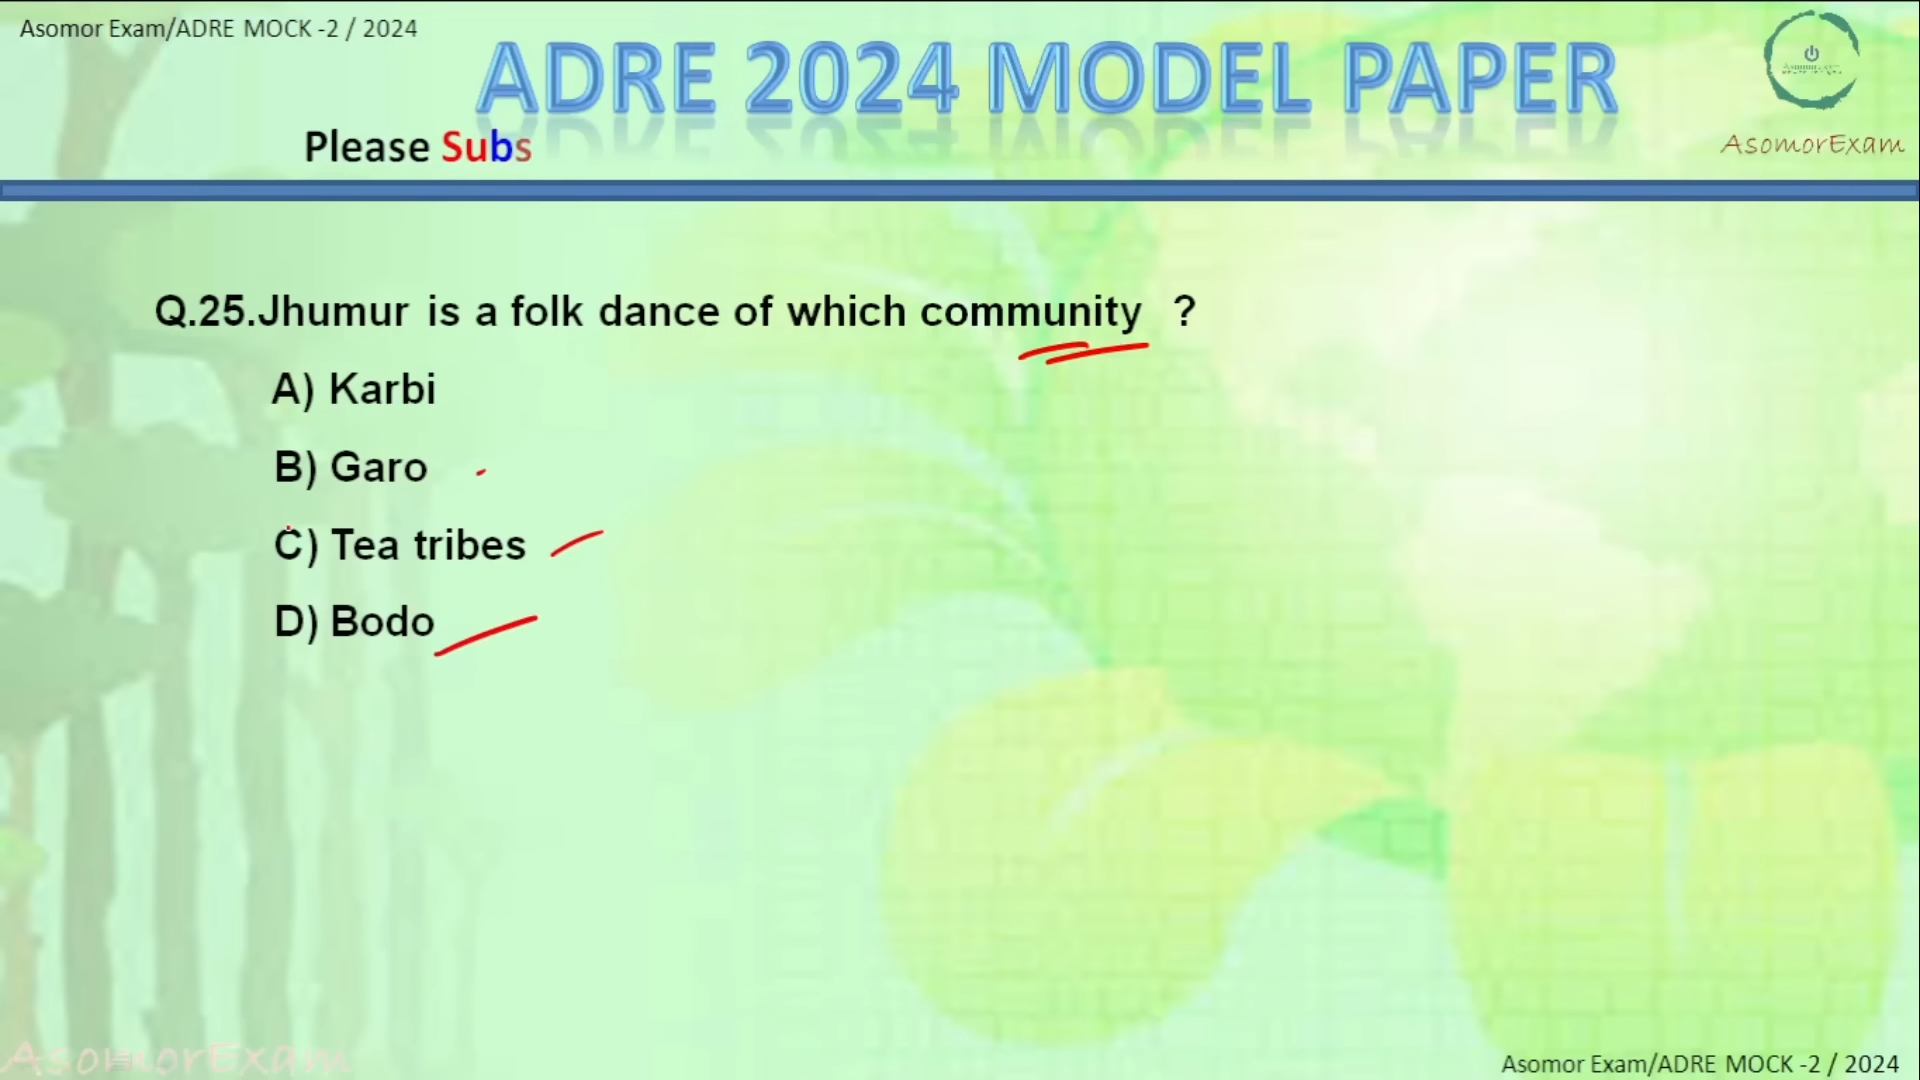 Asomor Exam/ADRE MOCK -2 / 2024
ADRE 2024 MODEL PAPER
Please Subs
AsomorExam
Q.25.Jhumur is a folk dance of which community ?
A) Karbi
B) Garo
C) Tea tribes
D) Bodo
AsomorExam
Asomor Exam/ADRE MOCK -2 / 2024